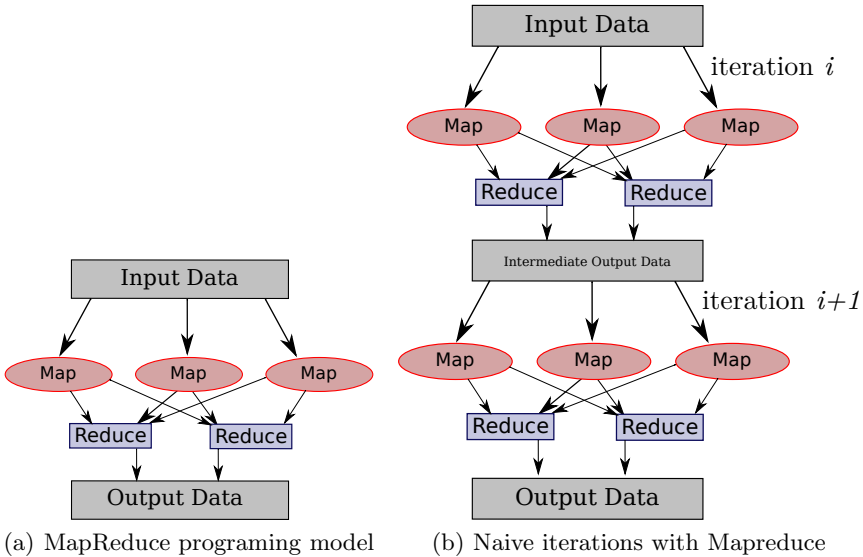 Input Data
iteration i
Map Map Map
Reduce Reduce
Intermediate Output Data
iteration i+1
Map Map Map
Reduce Reduce
Output Data
(b) Naive iterations with Mapreduce
Input Data
Map Map Map
Reduce Reduce
Output Data
(a) MapReduce programing model